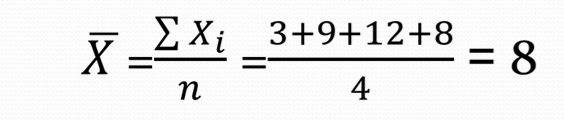 X̄ = ∑ Xᵢ / n = 3+9+12+8 / 4 = 8